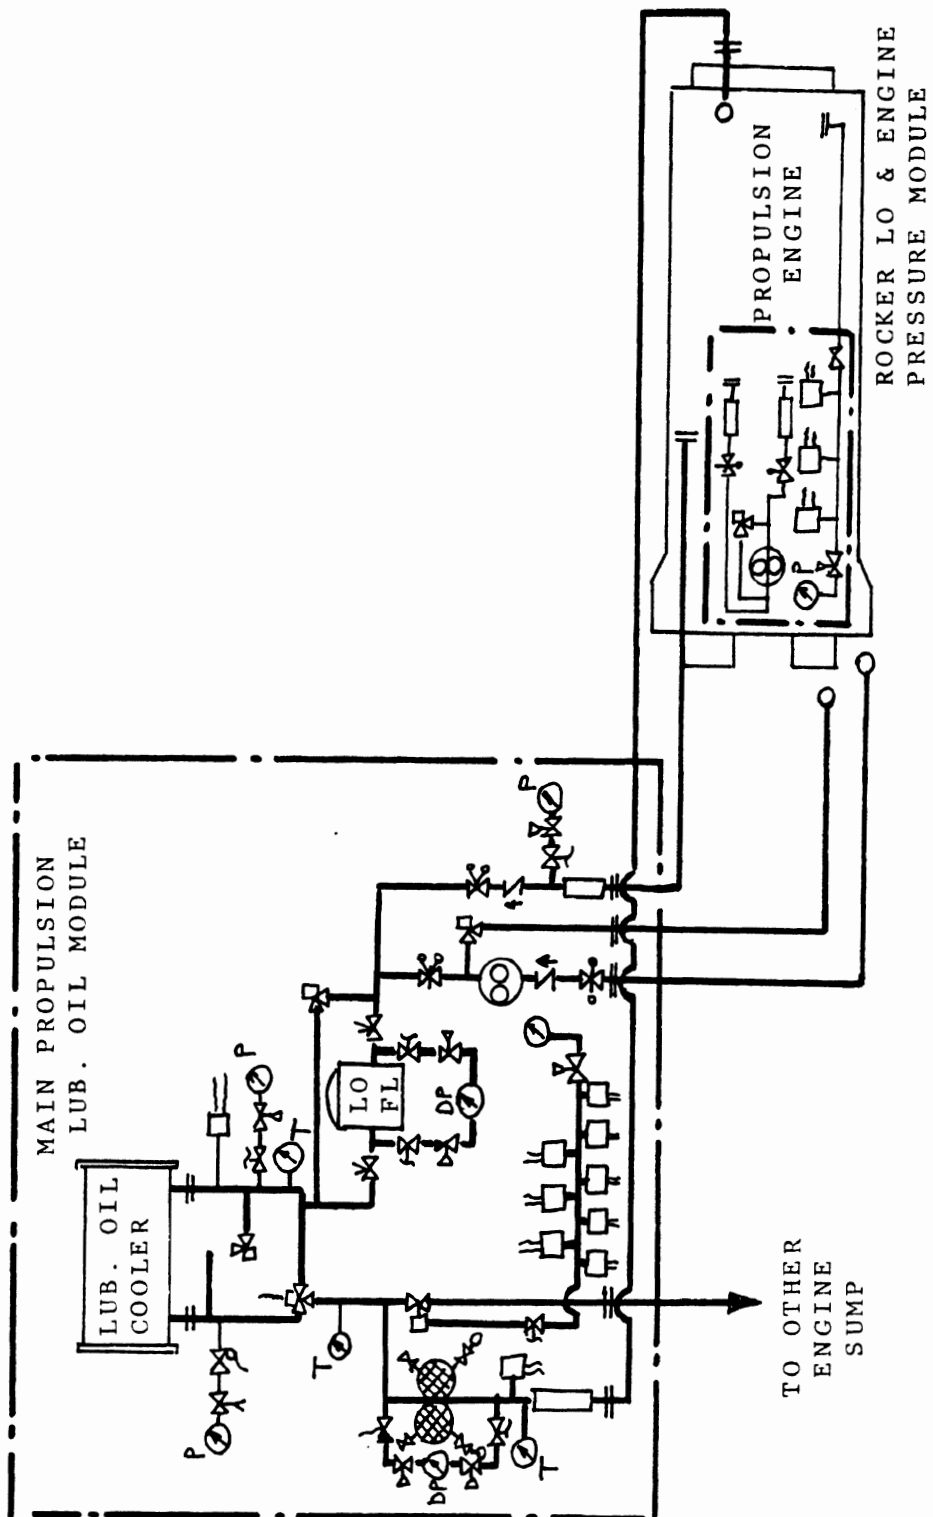 MAIN PROPULSION
LUB. OIL MODULE
LUB. OIL
COOLER
P
P
T
LO
FL
DP
P
T
DP
T
TO OTHER
ENGINE
SUMP
PROPULSION
ENGINE
P
ROCKER LO & ENGINE
PRESSURE MODULE